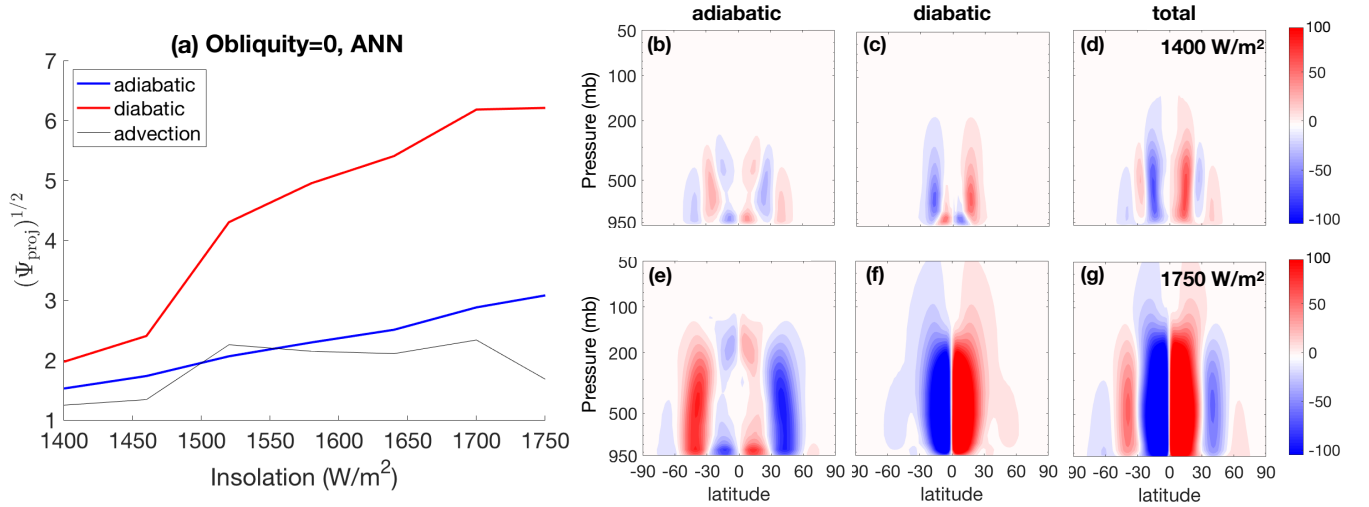 (a) Obliquity=0, ANN
7
6
5
4
3
2
1
(Ψproj)1/2
adiabatic
diabatic
advection
1400 1450 1500 1550 1600 1650 1700 1750
Insolation (W/m²)
adiabatic diabatic total
50
100
200
500
950
Pressure (mb)
(b)
(c)
(d) 1400 W/m²
100
50
0
-50
-100
50
100
200
500
950
Pressure (mb)
(e)
(f)
(g) 1750 W/m²
100
50
0
-50
-100
-90 -60 -30 0 30 60 90
-90 -60 -30 0 30 60 90
-90 -60 -30 0 30 60 90
latitude latitude latitude